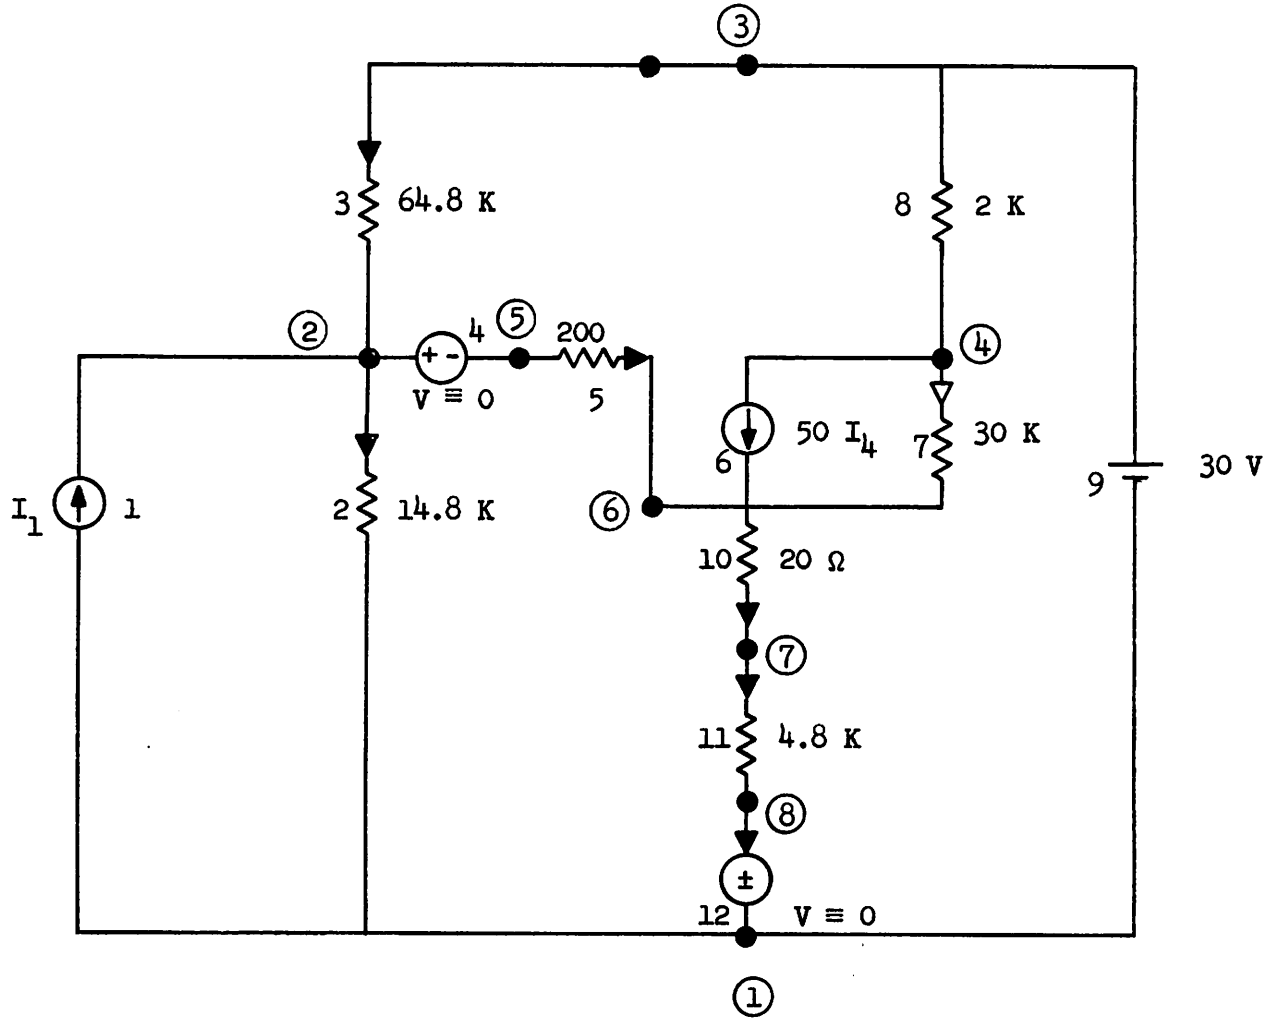 ③
3 64.8 K
8 2 K
② + - 4 ⑤ 200
④
V ≡ 0 5
50 I₄ 6
7 30 K
9 30 V
I₁ 1
2 14.8 K
⑥
10 20 Ω
⑦
11 4.8 K
⑧
±
12 V ≡ 0
①